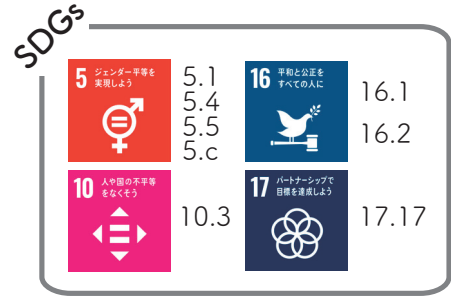 SDGs
5 ジェンダー平等を
実現しよう
5.1
5.4
5.5
5.c
16 平和と公正を
すべての人に
16.1
16.2
10 人や国の不平等
をなくそう
10.3
17 パートナーシップで
目標を達成しよう
17.17